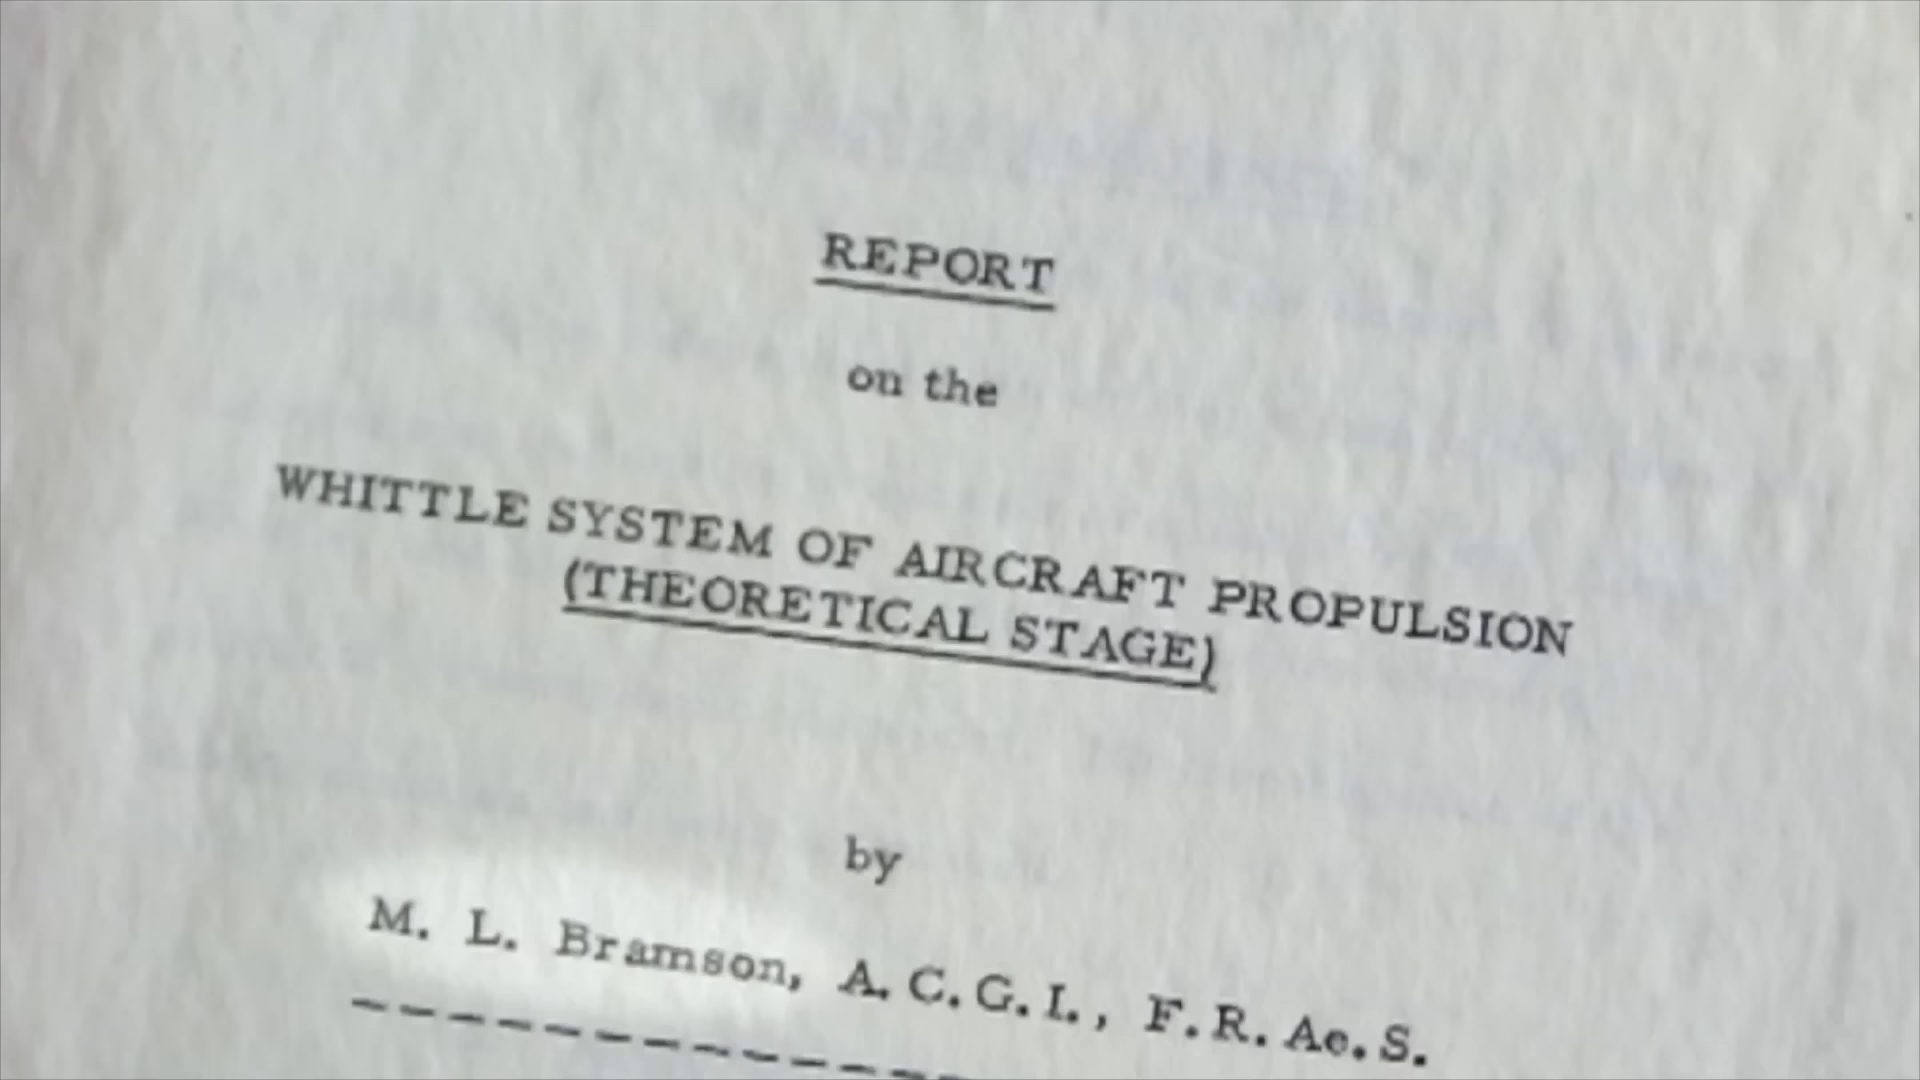 REPORT
on the
WHITTLE SYSTEM OF AIRCRAFT PROPULSION
(THEORETICAL STAGE)
by
M. L. Bramson, A. C. G. I., F. R. Ae. S.